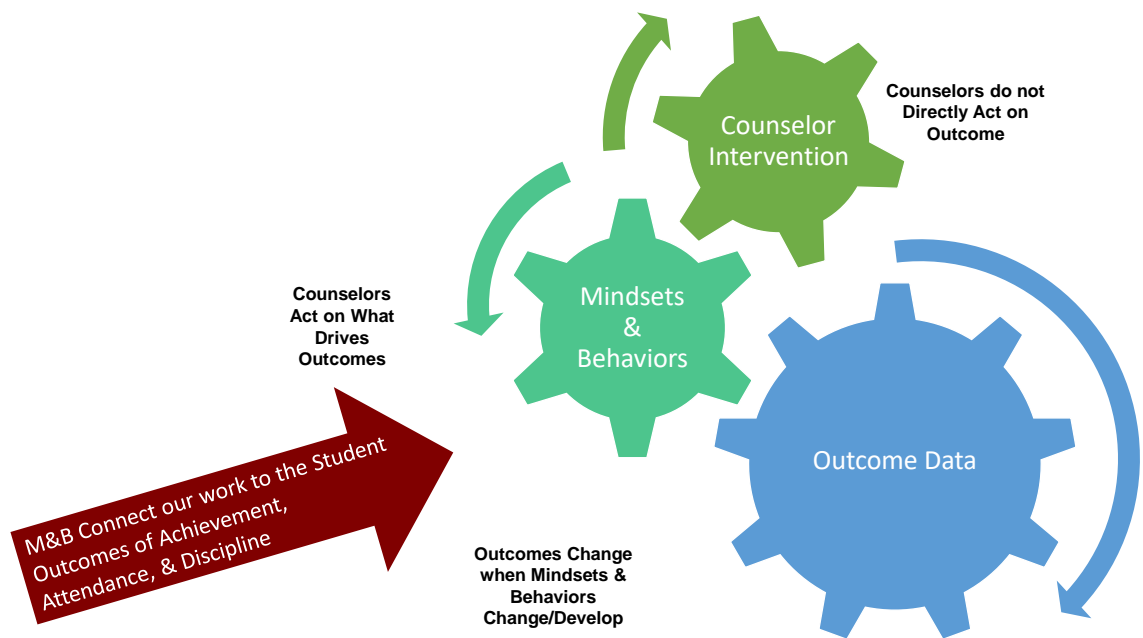 Counselor
Intervention
Counselors do not
Directly Act on
Outcome
Mindsets
&
Behaviors
Counselors
Act on What
Drives
Outcomes
M&B Connect our work to the Student
Outcomes of Achievement,
Attendance, & Discipline
Outcome Data
Outcomes Change
when Mindsets &
Behaviors
Change/Develop